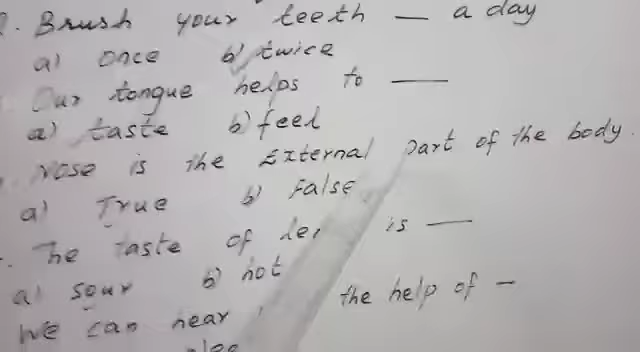 . Brush your teeth — a day
a) once b) twice
Our tongue helps to —
a) taste b) feel
. Nose is the External part of the body.
a) True b) False
. The taste of is —
a) sour b) hot
We can hear the help of -